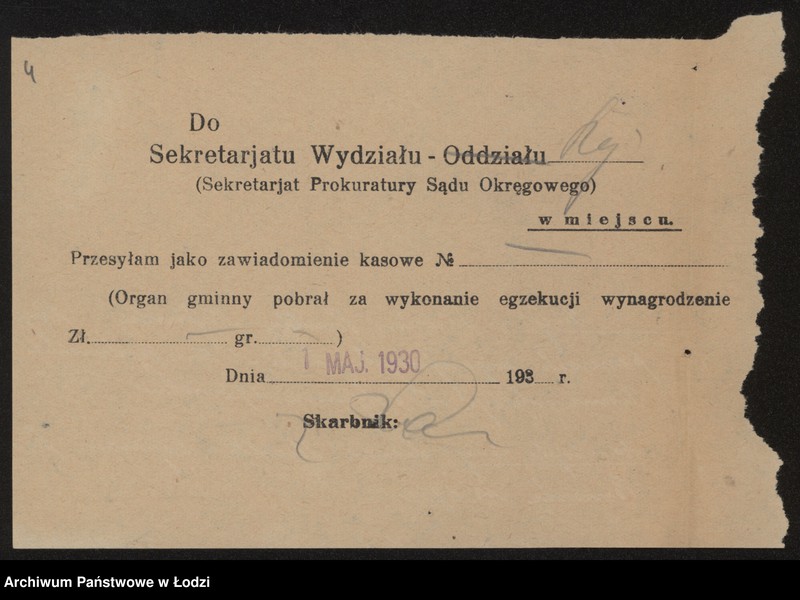 4
Do
Sekretarjatu Wydziału - Oddziału
(Sekretarjat Prokuratury Sądu Okręgowego)
w miejscu.
Przesyłam jako zawiadomienie kasowe №
(Organ gminny pobrał za wykonanie egzekucji wynagrodzenie
Zł. — gr. — )
Dnia 1 MAJ. 1930 193 r.
Skarbnik:
Archiwum Państwowe w Łodzi